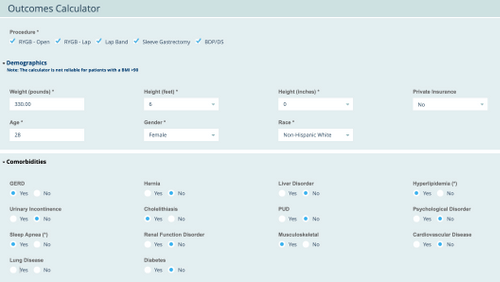 Outcomes Calculator
Procedure *
RYGB - Open RYGB - Lap Lap Band Sleeve Gastrectomy BOP/DS
- Demographics
Note: The calculator is not reliable for patients with a BMI >90
Weight (pounds) * Height (feet) * Height (inches) * Private Insurance
330.00 6 0 No
Age * Gender * Race *
28 Female Non-Hispanic White
- Comorbidities
GERD Hernia Liver Disorder Hyperlipidemia (*)
Yes No Yes No Yes No Yes No
Urinary Incontinence Cholelithiasis PUD Psychological Disorder
Yes No Yes No Yes No Yes No
Sleep Apnea (*) Renal Function Disorder Musculoskeletal Cardiovascular Disease
Yes No Yes No Yes No Yes No
Lung Disease Diabetes
Yes No Yes No